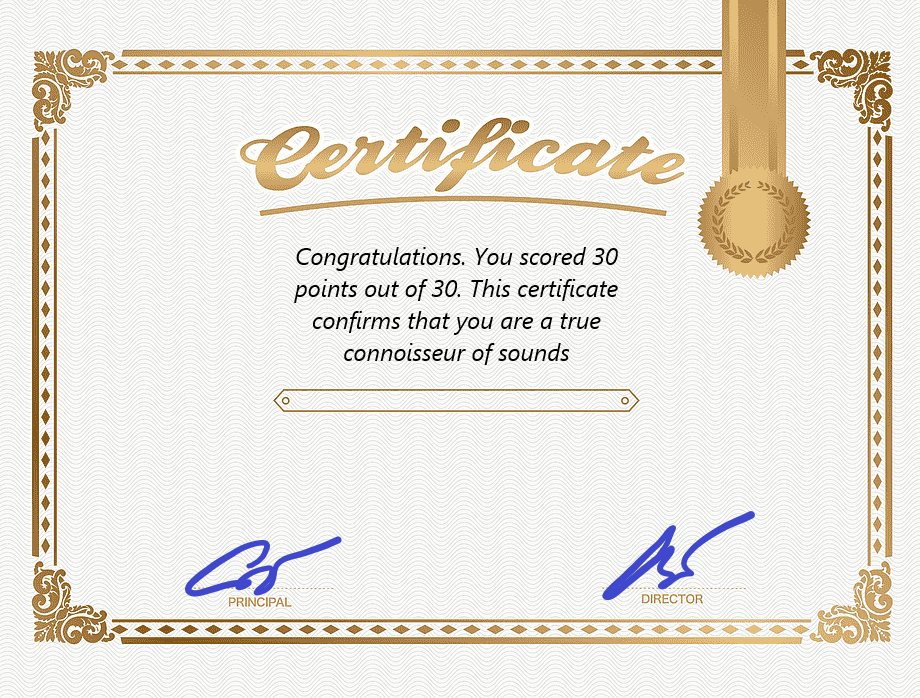 Certificate
Congratulations. You scored 30
points out of 30. This certificate
confirms that you are a true
connoisseur of sounds
PRINCIPAL
DIRECTOR